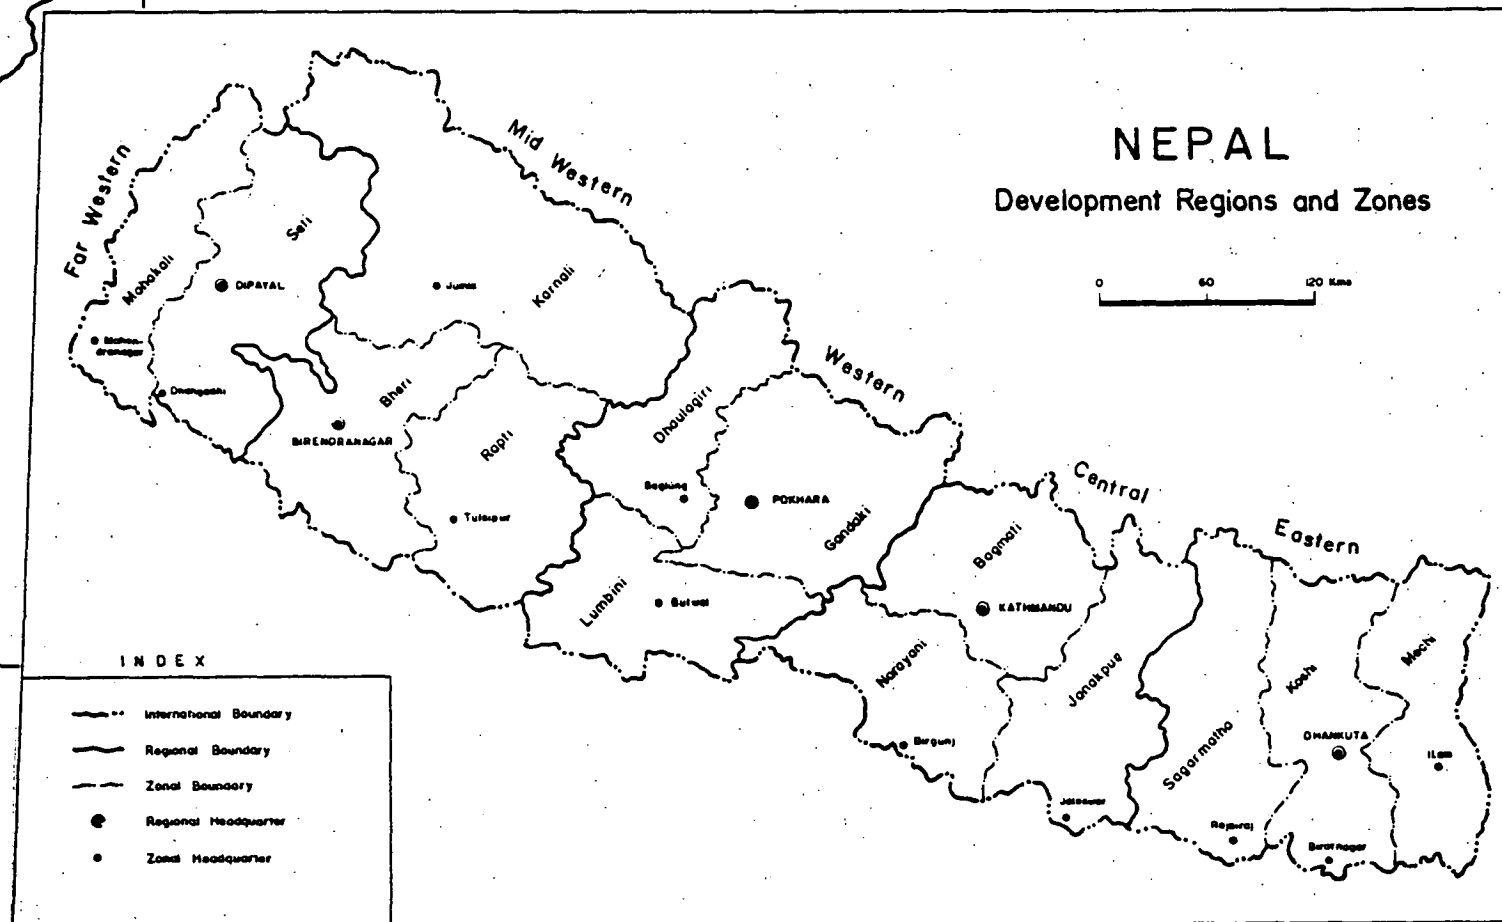 NEPAL
Development Regions and Zones
0 60 120 Kms
Far Western
Mid Western
Western
Central
Eastern
Mahakali
Seti
Karnali
Bheri
Rapti
Dhaulagiri
Gandaki
Lumbini
Bagmati
Narayani
Janakpur
Sagarmatha
Koshi
Mechi
DIPAYAL
Jumla
Mahen-
dranagar
Dhangadhi
BIRENDRANAGAR
Tulsipur
Baglung
POKHARA
Butwal
KATHMANDU
Birgunj
Jaleswar
Rajbiraj
DHANKUTA
Biratnagar
Ilam
INDEX
International Boundary
Regional Boundary
Zonal Boundary
Regional Headquarter
Zonal Headquarter